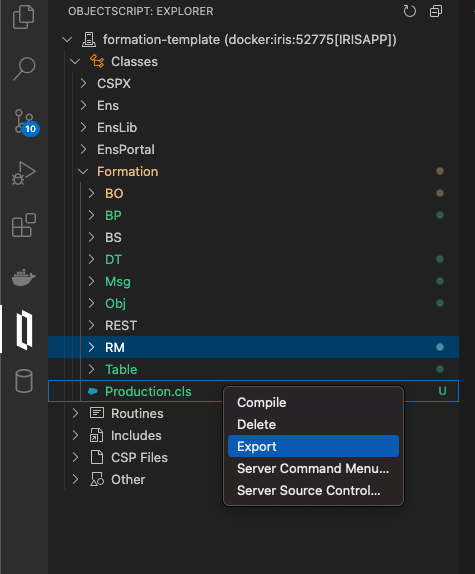 OBJECTSCRIPT: EXPLORER
formation-template (docker:iris:52775[IRISAPP])
Classes
CSPX
Ens
10
EnsLib
EnsPortal
Formation
BO
BP
BS
DT
Msg
Obj
REST
RM
Table
Production.cls U
Compile
Delete
Export
Server Command Menu...
Server Source Control...
Routines
Includes
CSP Files
Other